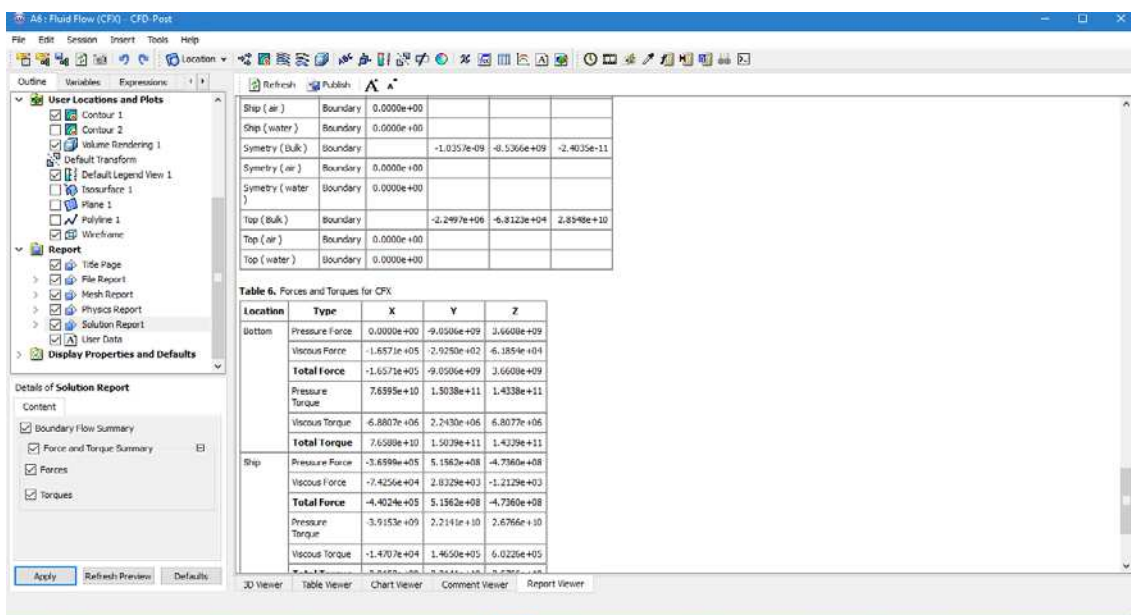 A6 : Fluid Flow (CFX) - CFD-Post
File Edit Session Insert Tools Help
Location
Outline Variables Expressions
Refresh Publish
User Locations and Plots
Contour 1
Contour 2
Volume Rendering 1
Default Transform
Default Legend View 1
Isosurface 1
Plane 1
Polyline 1
Wireframe
Report
Title Page
File Report
Mesh Report
Physics Report
Solution Report
User Data
Display Properties and Defaults
Details of Solution Report
Content
Boundary Flow Summary
Force and Torque Summary
Forces
Torques
Apply Refresh Preview Defaults
Ship ( air ) Boundary 0.0000e+00
Ship ( water ) Boundary 0.0000e+00
Symetry ( Bulk ) Boundary -1.0357e-09 -8.5366e+09 -2.4035e-11
Symetry ( air ) Boundary 0.0000e+00
Symetry ( water
) Boundary 0.0000e+00
Top ( Bulk ) Boundary -2.2497e+06 -6.8123e+04 2.8548e+10
Top ( air ) Boundary 0.0000e+00
Top ( water ) Boundary 0.0000e+00
Table 6. Forces and Torques for CFX
Location Type X Y Z
Bottom Pressure Force 0.0000e+00 -9.0506e+09 3.6608e+09
Viscous Force -1.6571e+05 -2.9250e+02 -6.1854e+04
Total Force -1.6571e+05 -9.0506e+09 3.6608e+09
Pressure
Torque 7.6595e+10 1.5038e+11 1.4338e+11
Viscous Torque -6.8807e+06 2.2430e+06 6.8077e+06
Total Torque 7.6588e+10 1.5039e+11 1.4339e+11
Ship Pressure Force -3.6599e+05 5.1562e+08 -4.7360e+08
Viscous Force -7.4256e+04 2.8329e+03 -1.2129e+03
Total Force -4.4024e+05 5.1562e+08 -4.7360e+08
Pressure
Torque -3.9153e+09 2.2141e+10 2.6766e+10
Viscous Torque -1.4707e+04 1.4650e+05 6.0226e+05
3D Viewer Table Viewer Chart Viewer Comment Viewer Report Viewer